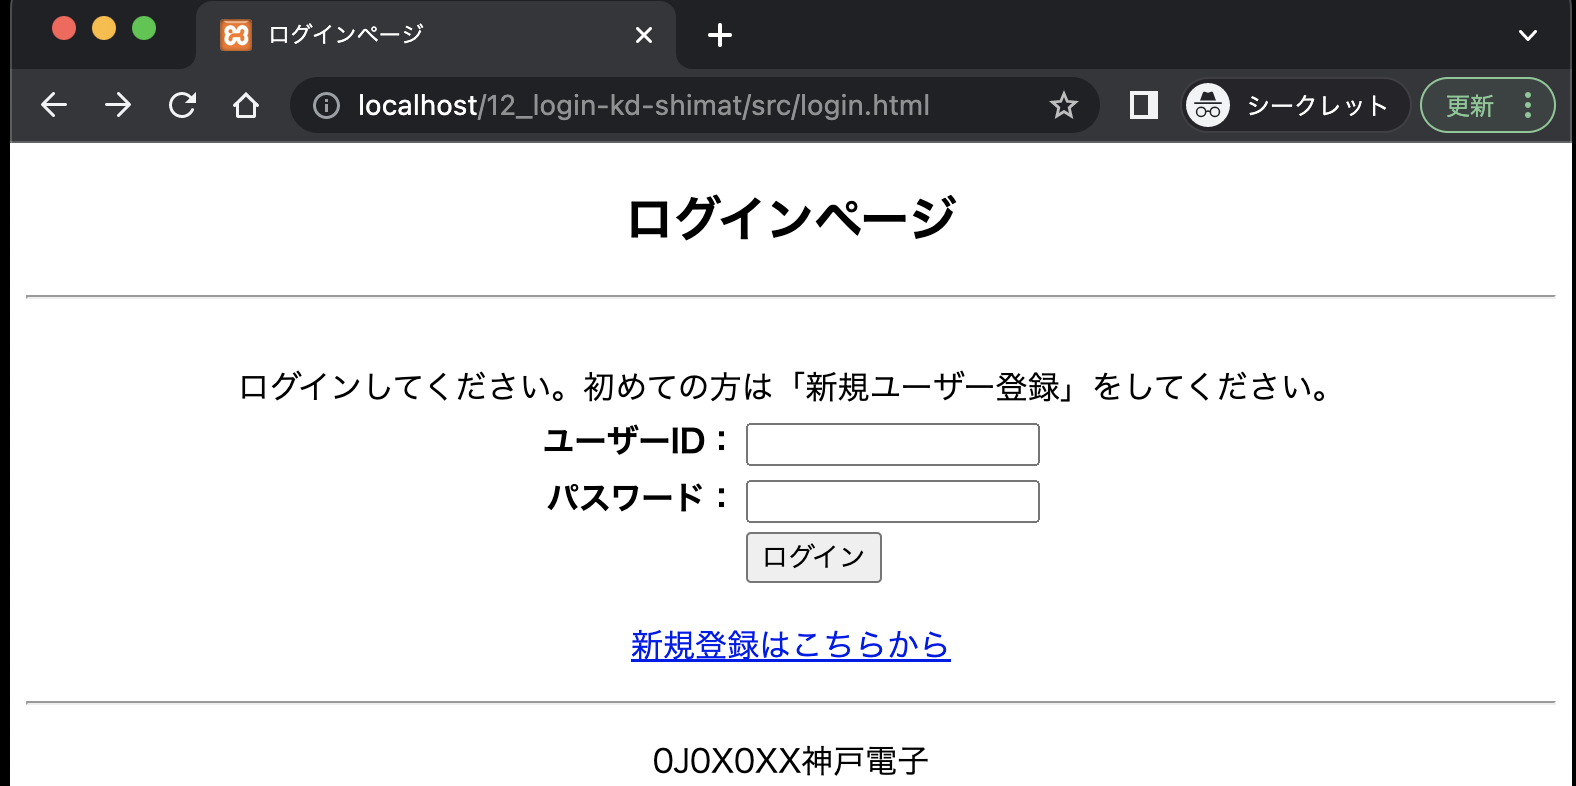 ログインページ
localhost/12_login-kd-shimat/src/login.html
シークレット
更新
ログインページ
ログインしてください。初めての方は「新規ユーザー登録」をしてください。
ユーザーID：
パスワード：
ログイン
新規登録はこちらから
0J0X0XX神戸電子